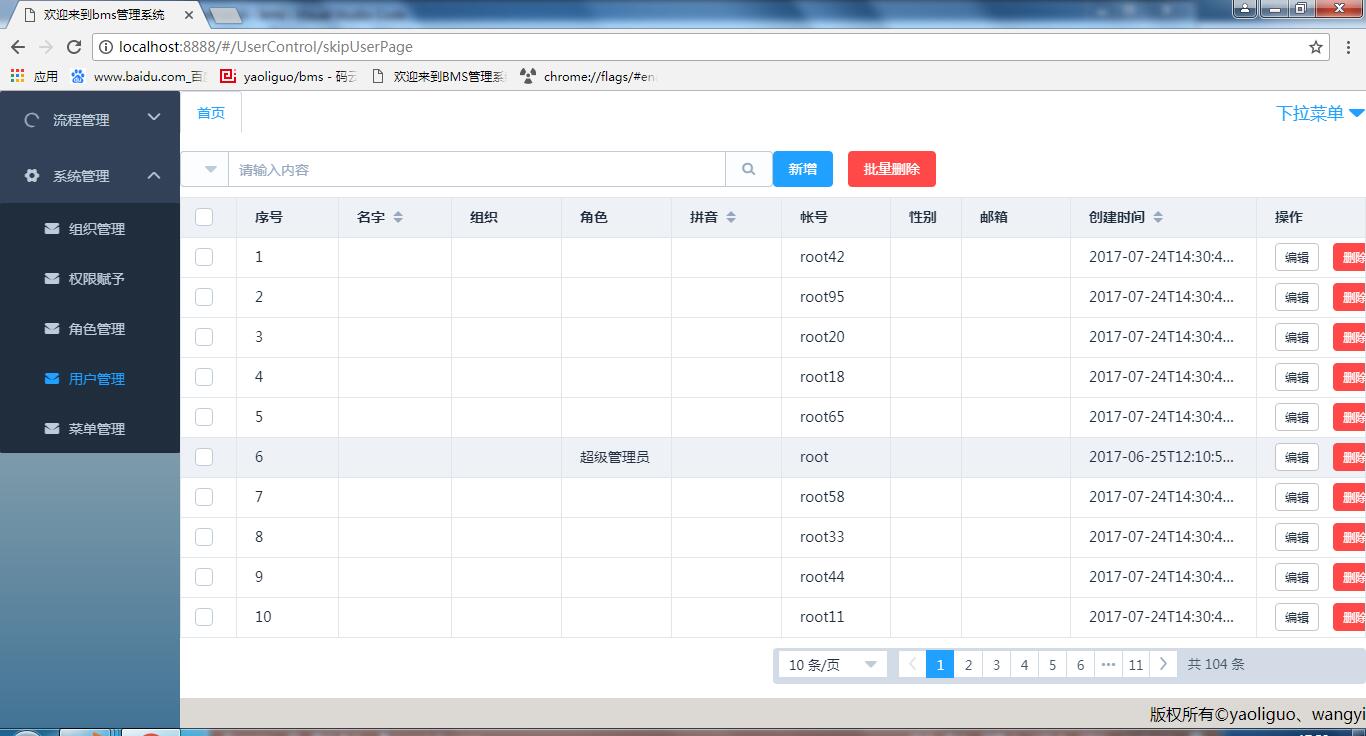 欢迎来到bms管理系统
localhost:8888/#/UserControl/skipUserPage
应用 www.baidu.com_百 yaoliguo/bms - 码云 欢迎来到BMS管理系 chrome://flags/#en
流程管理
首页
下拉菜单
系统管理
请输入内容
新增
批量删除
组织管理
权限赋予
角色管理
用户管理
菜单管理
序号 名字 组织 角色 拼音 帐号 性别 邮箱 创建时间 操作
1 root42 2017-07-24T14:30:4... 编辑 删除
2 root95 2017-07-24T14:30:4... 编辑 删除
3 root20 2017-07-24T14:30:4... 编辑 删除
4 root18 2017-07-24T14:30:4... 编辑 删除
5 root65 2017-07-24T14:30:4... 编辑 删除
6 超级管理员 root 2017-06-25T12:10:5... 编辑 删除
7 root58 2017-07-24T14:30:4... 编辑 删除
8 root33 2017-07-24T14:30:4... 编辑 删除
9 root44 2017-07-24T14:30:4... 编辑 删除
10 root11 2017-07-24T14:30:4... 编辑 删除
10 条/页 1 2 3 4 5 6 ··· 11 共 104 条
版权所有©yaoliguo、wangyi